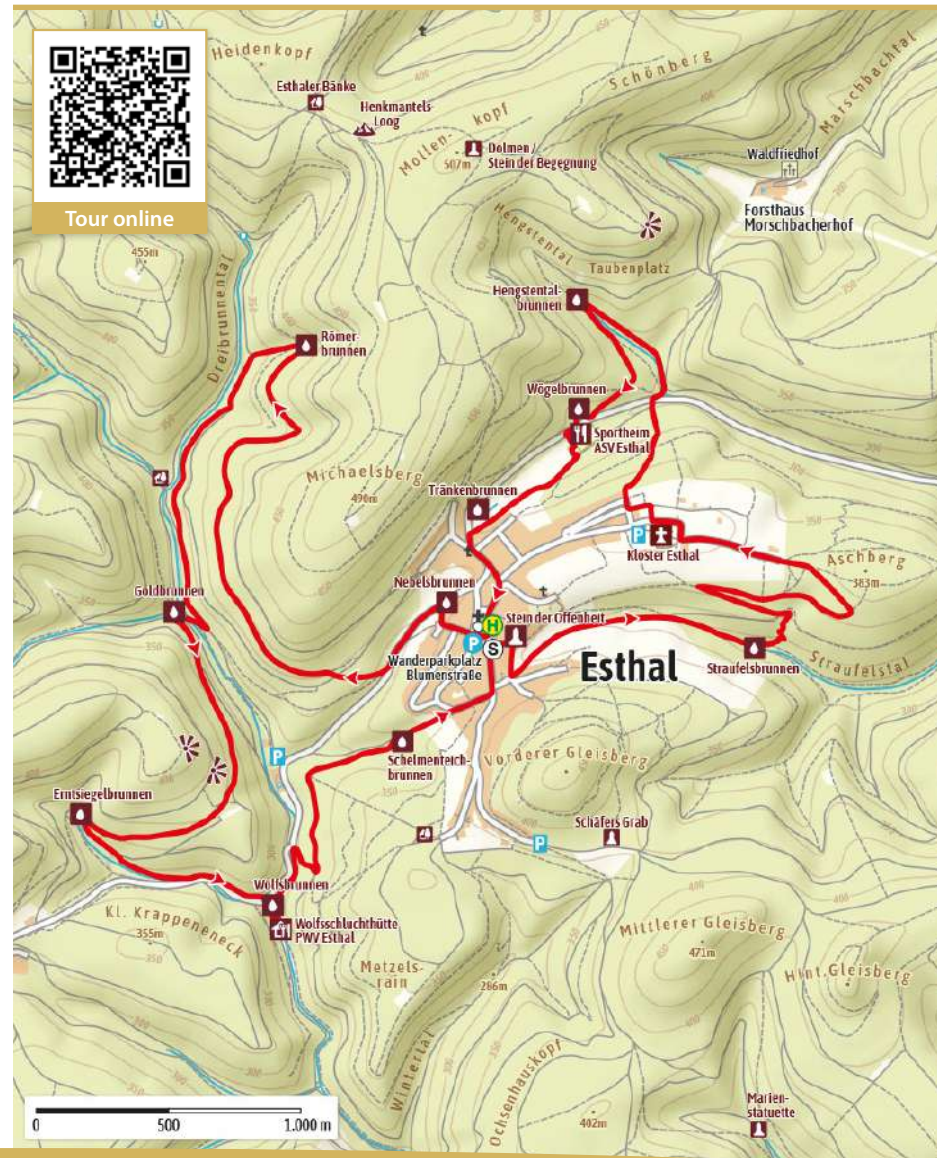 Tour online
Heidenkopf
Esthaler Bänke
Henkmantels
Loog
Mollen-
kopf
507m
Schönberg
Marschbachtal
Dolmen /
Stein der Begegnung
Waldfriedhof
Forsthaus
Morschbacherhof
Hengstental
Taubenplatz
455m
Dreibrunnental
Hengstental-
brunnen
Römer-
brunnen
Wögelbrunnen
Sportheim
ASV Esthal
Michaelsberg
490m
Tränkenbrunnen
P
Kloster Esthal
Aschberg
383m
Goldbrunnen
Nebelsbrunnen
H
Stein der Offenheit
P
S
Wanderparkplatz
Blumenstraße
Esthal
Straufelsbrunnen
Straufelstal
P
Schelmenteich-
brunnen
Vorderer Gleisberg
Erntsiegelbrunnen
Schäfers Grab
P
Wolfsbrunnen
Wolfsschluchthütte
PWV Esthal
Kl. Krappeneck
355m
Metzels-
rain
286m
Mittlerer Gleisberg
471m
Hint. Gleisberg
Wintertal
Ochsenhauskopf
402m
Marien-
statuette
0 500 1.000 m